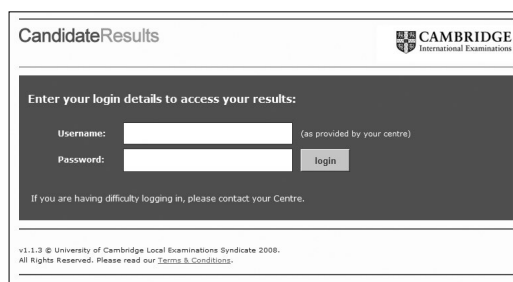 CandidateResults
CAMBRIDGE
International Examinations
Enter your login details to access your results:
Username: (as provided by your centre)
Password: login
If you are having difficulty logging in, please contact your Centre.
v1.1.3 © University of Cambridge Local Examinations Syndicate 2008.
All Rights Reserved. Please read our Terms & Conditions.